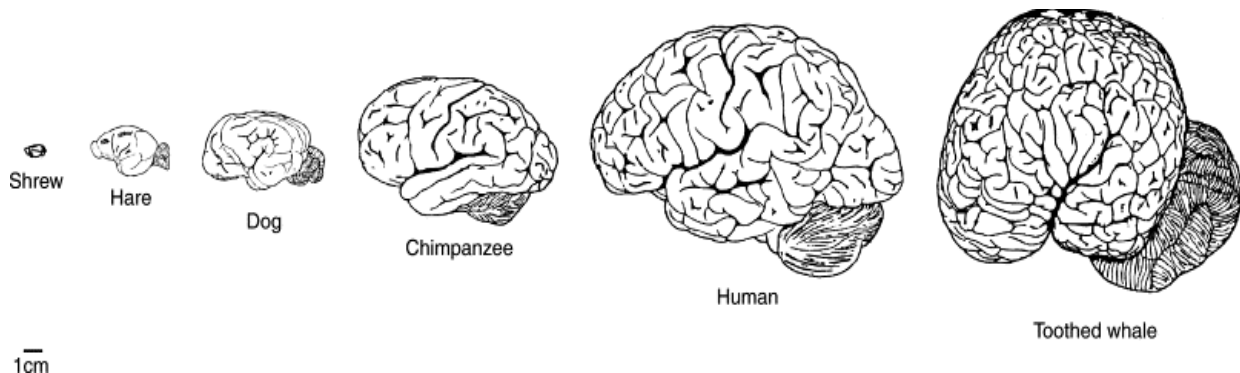 Shrew
Hare
Dog
Chimpanzee
Human
Toothed whale
1cm